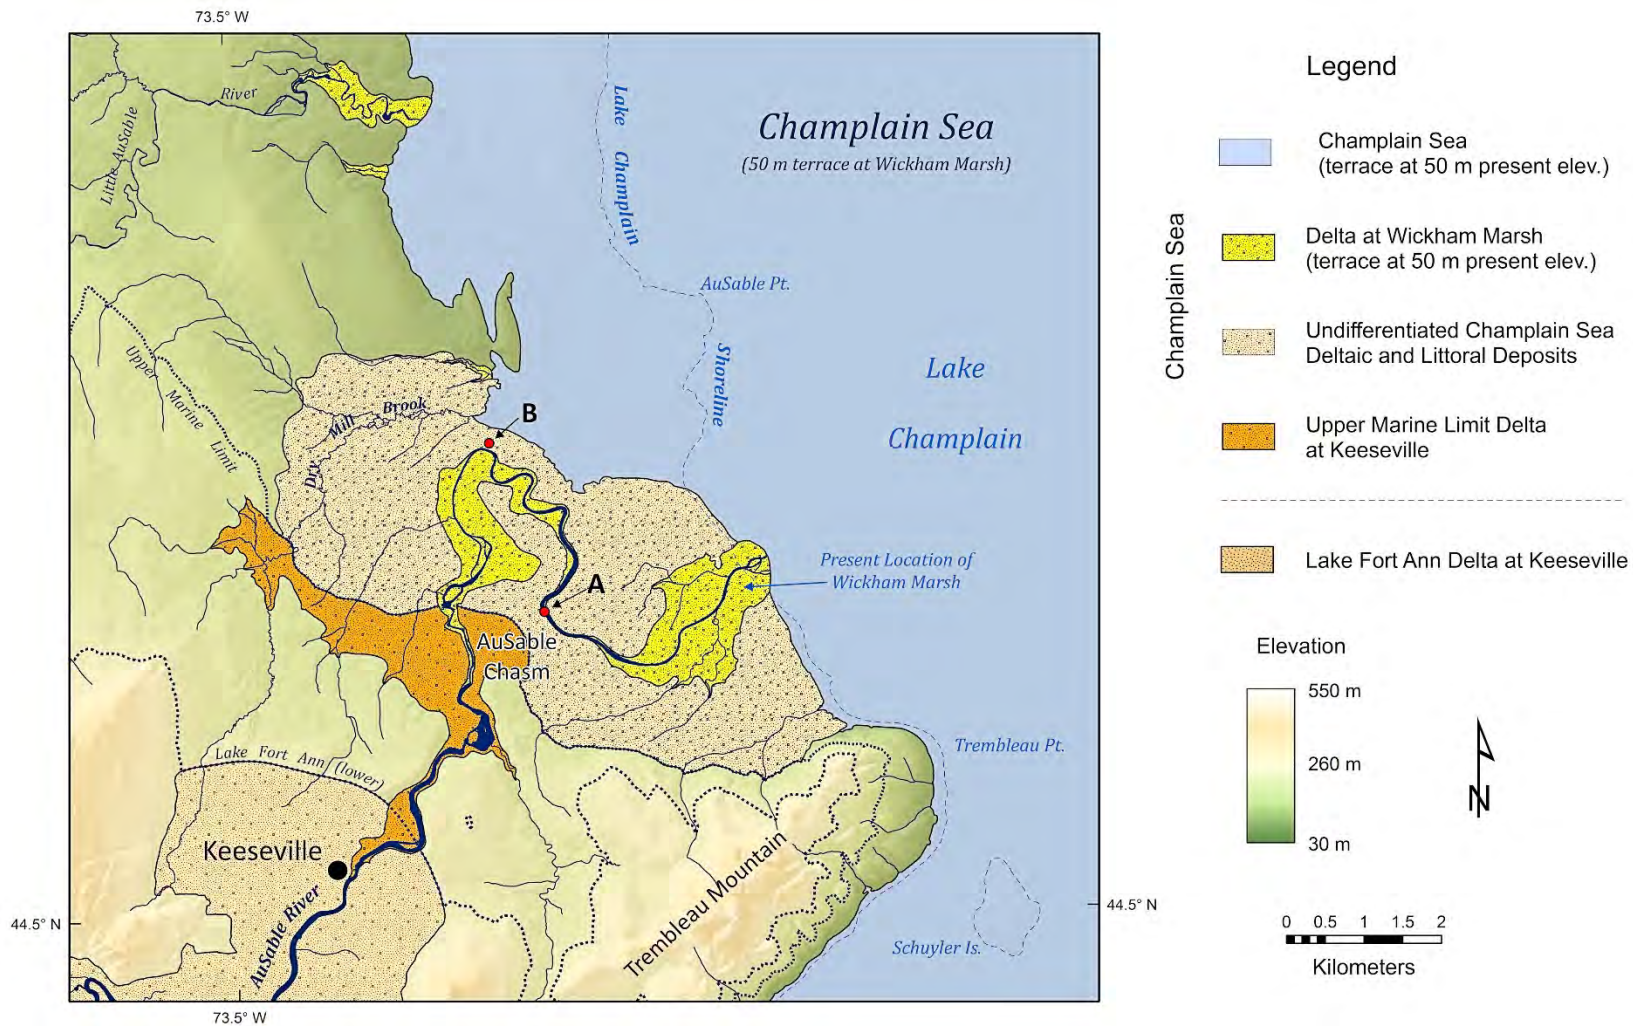 73.5° W
River
Little AuSable
Lake Champlain
Champlain Sea
(50 m terrace at Wickham Marsh)
AuSable Pt.
Shoreline
Upper Marine Limit
Lake
Champlain
Dry Mill Brook
B
A
Present Location of
Wickham Marsh
AuSable
Chasm
Lake Fort Ann (lower)
Trembleau Pt.
Keeseville
AuSable River
Trembleau Mountain
Schuyler Is.
44.5° N
44.5° N
73.5° W
Legend
Champlain Sea
Champlain Sea
(terrace at 50 m present elev.)
Delta at Wickham Marsh
(terrace at 50 m present elev.)
Undifferentiated Champlain Sea
Deltaic and Littoral Deposits
Upper Marine Limit Delta
at Keeseville
Lake Fort Ann Delta at Keeseville
Elevation
550 m
260 m
30 m
N
0 0.5 1 1.5 2
Kilometers